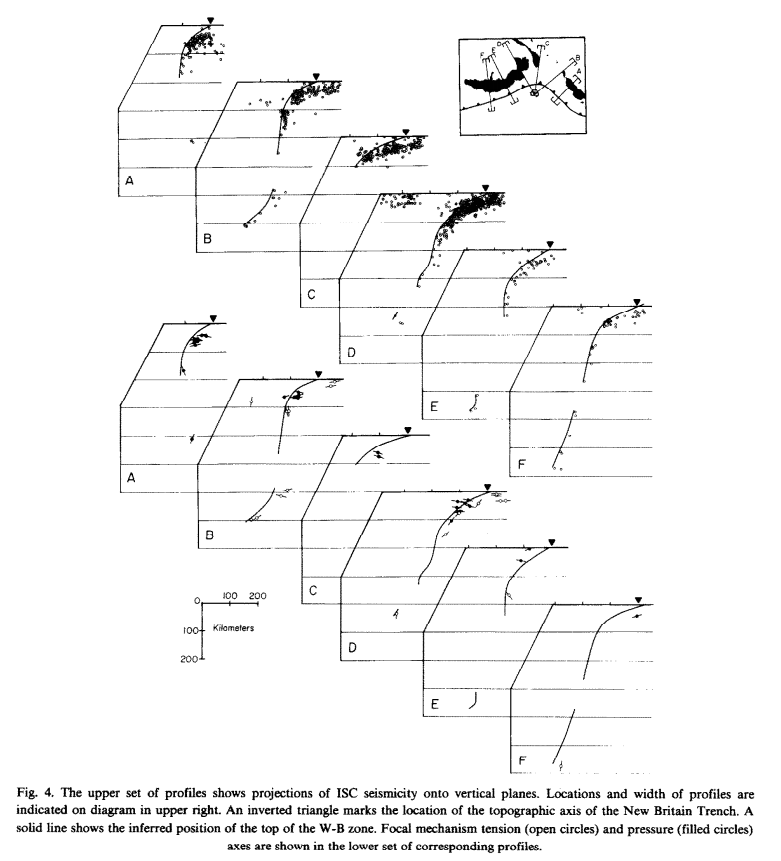 F
E
D
C
B
A
A
B
C
D
E
F
A
B
C
D
E
F
0 100 200
Kilometers
100
200
Fig. 4. The upper set of profiles shows projections of ISC seismicity onto vertical planes. Locations and width of profiles are
indicated on diagram in upper right. An inverted triangle marks the location of the topographic axis of the New Britain Trench. A
solid line shows the inferred position of the top of the W-B zone. Focal mechanism tension (open circles) and pressure (filled circles)
axes are shown in the lower set of corresponding profiles.